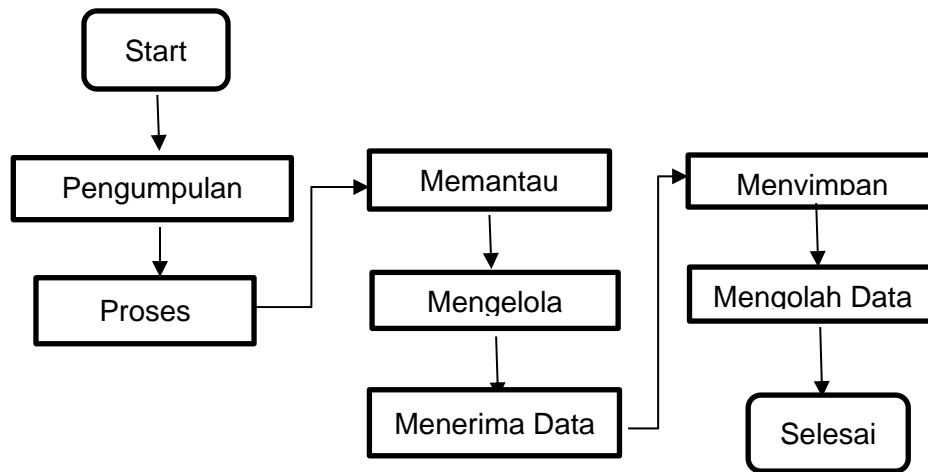 Start
Pengumpulan
Proses
Memantau
Mengelola
Menerima Data
Menyimpan
Mengolah Data
Selesai